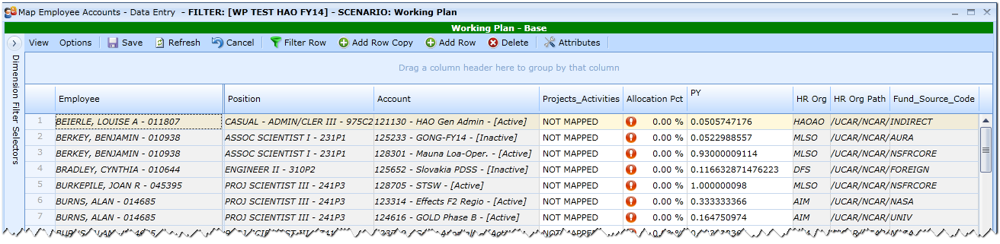 Map Employee Accounts - Data Entry - FILTER: [WP TEST HAO FY14] - SCENARIO: Working Plan
Working Plan - Base
View Options Save Refresh Cancel Filter Row Add Row Copy Add Row Delete Attributes
Dimension Filter Selectors
Drag a column header here to group by that column
Employee Position Account Projects_Activities Allocation Pct PY HR Org HR Org Path Fund_Source_Code
1 BEIERLE, LOUISE A - 011807 CASUAL - ADMIN/CLER III - 975C2 121130 - HAO Gen Admin - [Active] NOT MAPPED 0.00 % 0.0505747176 HAOAO /UCAR/NCAR/ INDIRECT
2 BERKEY, BENJAMIN - 010938 ASSOC SCIENTIST I - 231P1 125233 - GONG-FY14 - [Inactive] NOT MAPPED 0.00 % 0.0522988557 MLSO /UCAR/NCAR/ AURA
3 BERKEY, BENJAMIN - 010938 ASSOC SCIENTIST I - 231P1 128301 - Mauna Loa-Oper. - [Active] NOT MAPPED 0.00 % 0.93000009114 MLSO /UCAR/NCAR/ NSFRCORE
4 BRADLEY, CYNTHIA - 010644 ENGINEER II - 310P2 125652 - Slovakia PDSS - [Inactive] NOT MAPPED 0.00 % 0.116632871476223 DFS /UCAR/NCAR/ FOREIGN
5 BURKEPILE, JOAN R - 045395 PROJ SCIENTIST III - 241P3 128705 - STSW - [Active] NOT MAPPED 0.00 % 1.000000098 MLSO /UCAR/NCAR/ NSFRCORE
6 BURNS, ALAN - 014685 PROJ SCIENTIST III - 241P3 123314 - Effects F2 Regio - [Active] NOT MAPPED 0.00 % 0.333333366 AIM /UCAR/NCAR/ NASA
7 BURNS, ALAN - 014685 PROJ SCIENTIST III - 241P3 124616 - GOLD Phase B - [Active] NOT MAPPED 0.00 % 0.164750974 AIM /UCAR/NCAR/ UNIV